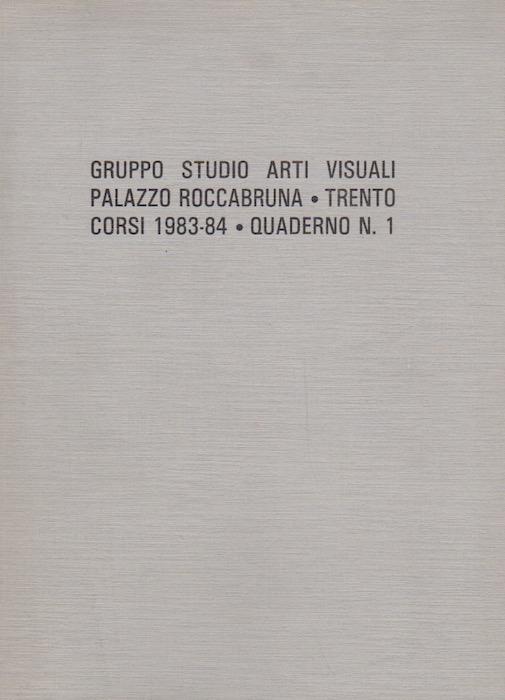 GRUPPO STUDIO ARTI VISUALI
PALAZZO ROCCABRUNA • TRENTO
CORSI 1983-84 • QUADERNO N. 1